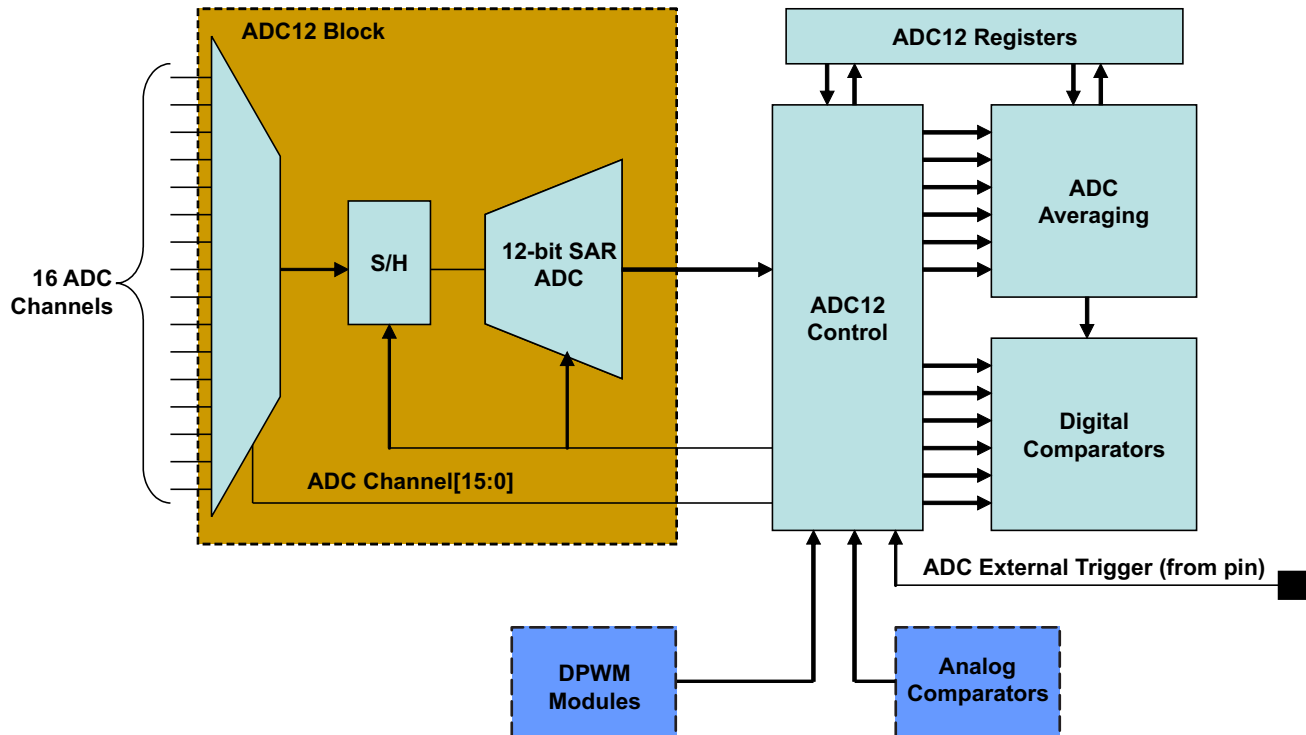 ADC12 Block
ADC12 Registers
16 ADC
Channels
S/H
12-bit SAR
ADC
ADC12
Control
ADC
Averaging
Digital
Comparators
ADC Channel[15:0]
ADC External Trigger (from pin)
DPWM
Modules
Analog
Comparators